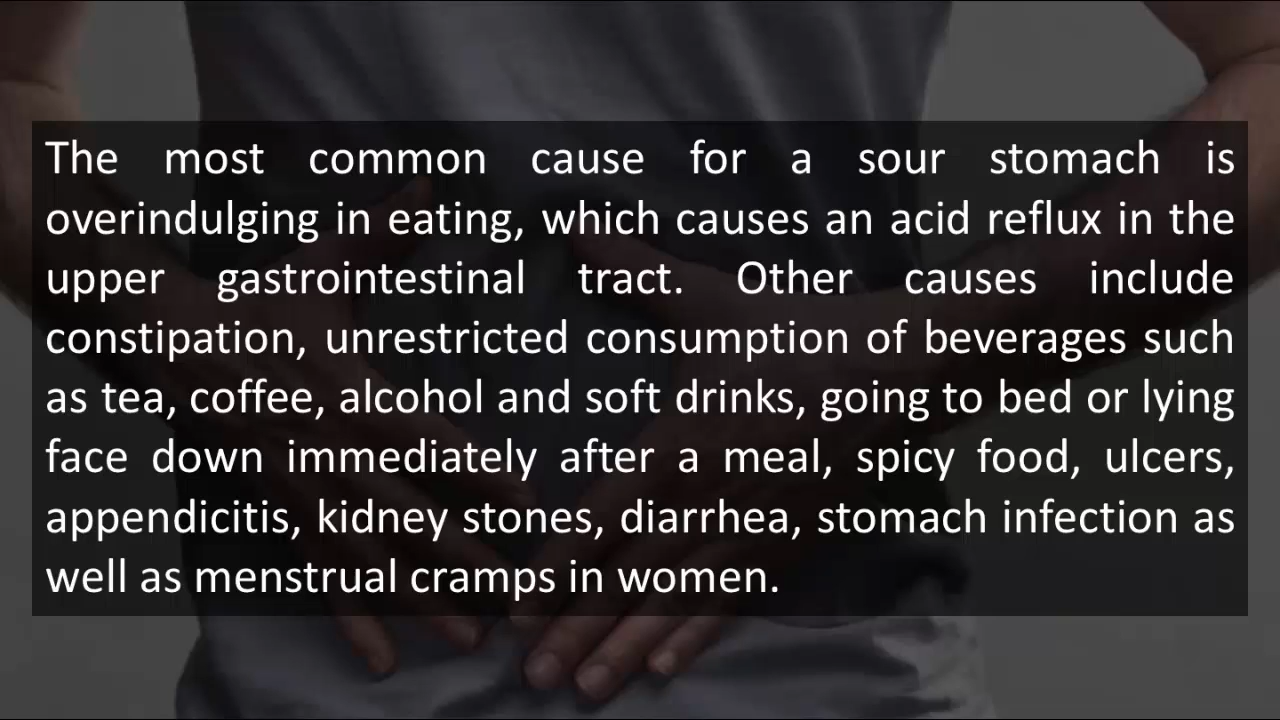 The most common cause for a sour stomach is
overindulging in eating, which causes an acid reflux in the
upper gastrointestinal tract. Other causes include
constipation, unrestricted consumption of beverages such
as tea, coffee, alcohol and soft drinks, going to bed or lying
face down immediately after a meal, spicy food, ulcers,
appendicitis, kidney stones, diarrhea, stomach infection as
well as menstrual cramps in women.